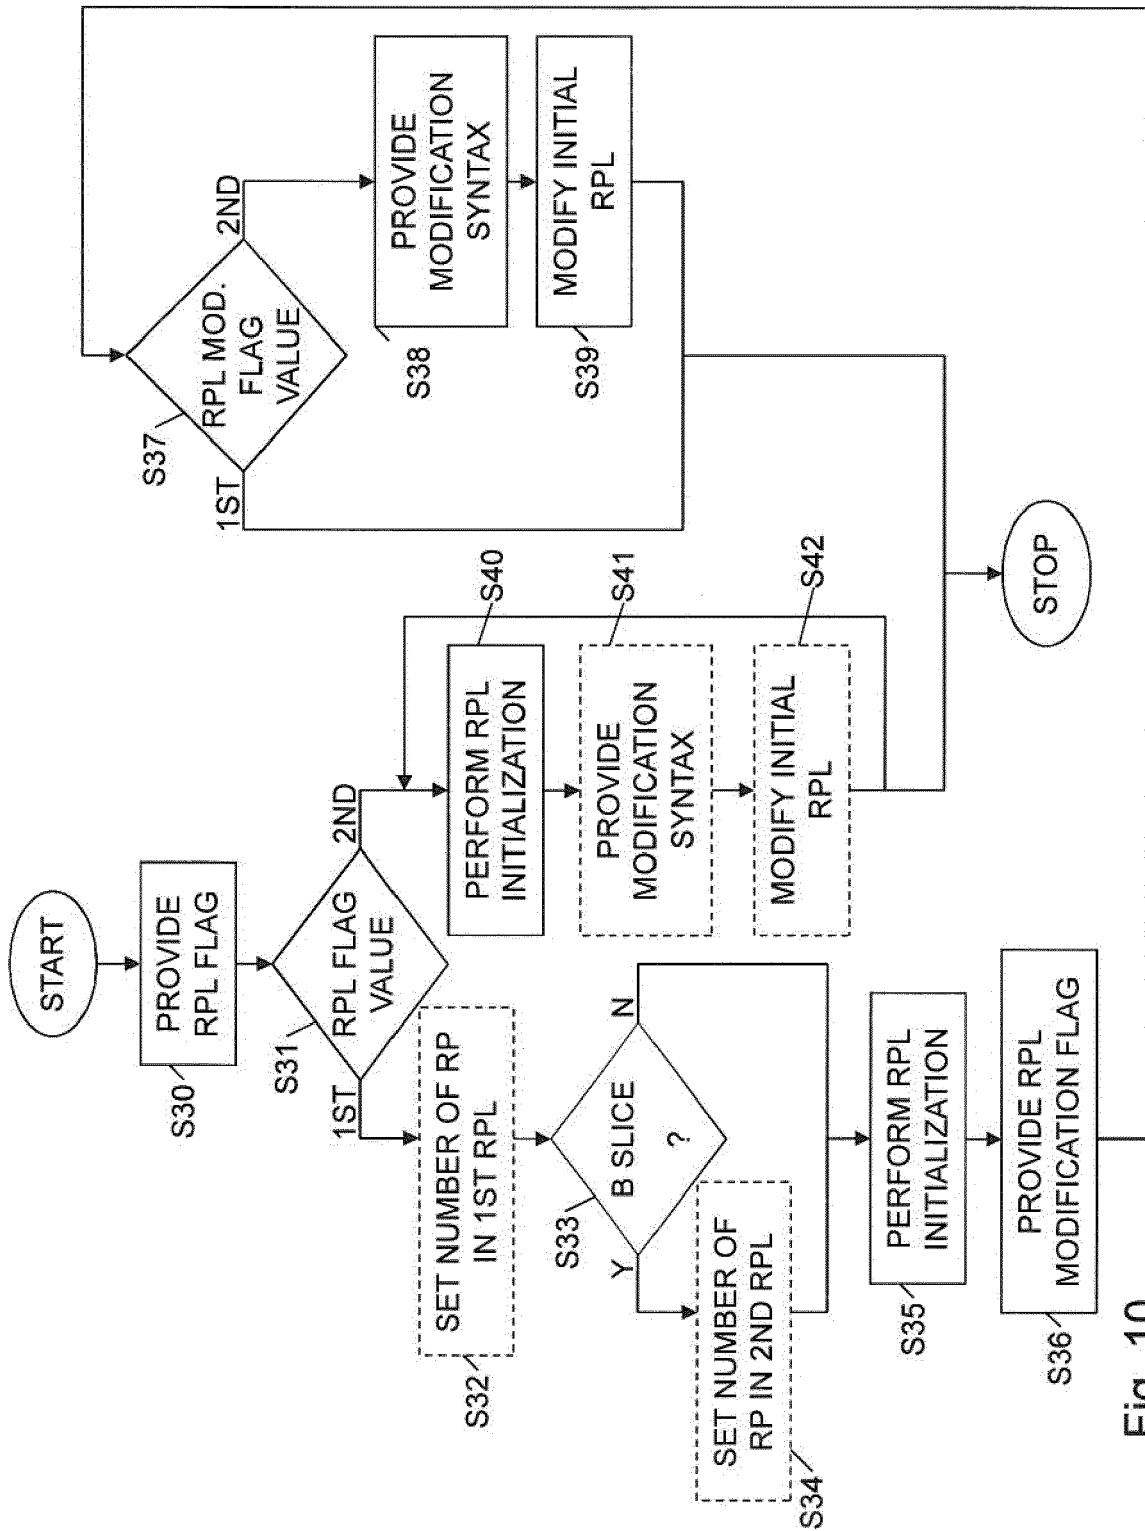 START
PROVIDE
RPL FLAG
S30
RPL FLAG
VALUE
S31
1ST
2ND
SET NUMBER OF RP
IN 1ST RPL
S32
B SLICE
?
S33
Y
N
SET NUMBER OF
RP IN 2ND RPL
S34
PERFORM RPL
INITIALIZATION
S35
PROVIDE RPL
MODIFICATION FLAG
S36
PERFORM RPL
INITIALIZATION
S40
PROVIDE
MODIFICATION
SYNTAX
S41
MODIFY INITIAL
RPL
S42
RPL MOD.
FLAG
VALUE
S37
1ST
2ND
PROVIDE
MODIFICATION
SYNTAX
S38
MODIFY INITIAL
RPL
S39
STOP
Fig. 10